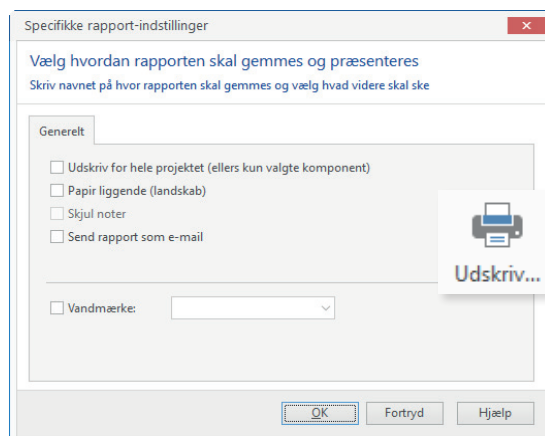 Specifikke rapport-indstillinger
Vælg hvordan rapporten skal gemmes og præsenteres
Skriv navnet på hvor rapporten skal gemmes og vælg hvad videre skal ske
Generelt
Udskriv for hele projektet (ellers kun valgte komponent)
Papir liggende (landskab)
Skjul noter
Send rapport som e-mail
Udskriv...
Vandmærke:
OK Fortryd Hjælp